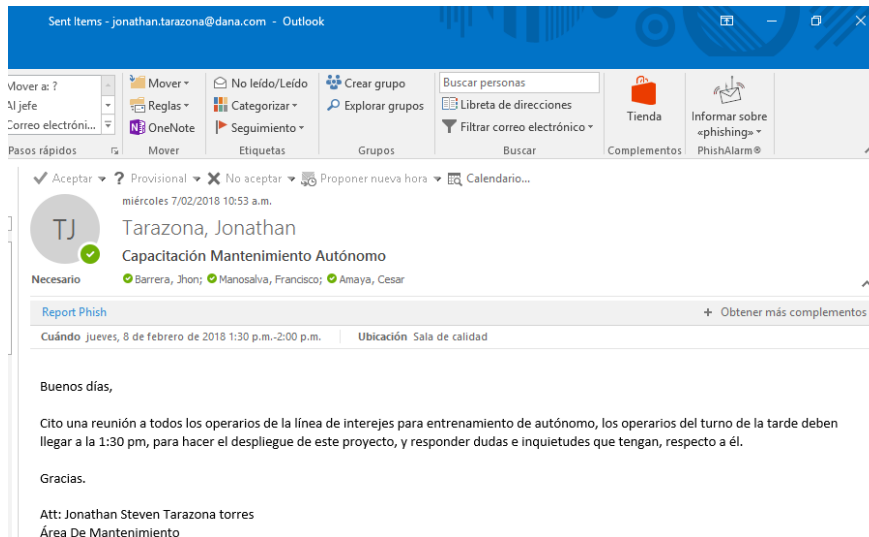 Sent Items - jonathan.tarazona@dana.com - Outlook
Mover a: ?
Al jefe
Correo electróni...
Pasos rápidos
Mover
Reglas
OneNote
Mover
No leído/Leído
Categorizar
Seguimiento
Etiquetas
Crear grupo
Explorar grupos
Grupos
Buscar personas
Libreta de direcciones
Filtrar correo electrónico
Buscar
Tienda
Complementos
Informar sobre
«phishing»
PhishAlarm®
Aceptar ? Provisional No aceptar Proponer nueva hora Calendario...
miércoles 7/02/2018 10:53 a.m.
TJ
Tarazona, Jonathan
Capacitación Mantenimiento Autónomo
Necesario Barrera, Jhon; Manosalva, Francisco; Amaya, Cesar
Report Phish + Obtener más complementos
Cuándo jueves, 8 de febrero de 2018 1:30 p.m.-2:00 p.m. Ubicación Sala de calidad
Buenos días,
Cito una reunión a todos los operarios de la línea de interejes para entrenamiento de autónomo, los operarios del turno de la tarde deben
llegar a la 1:30 pm, para hacer el despliegue de este proyecto, y responder dudas e inquietudes que tengan, respecto a él.
Gracias.
Att: Jonathan Steven Tarazona torres
Área De Mantenimiento